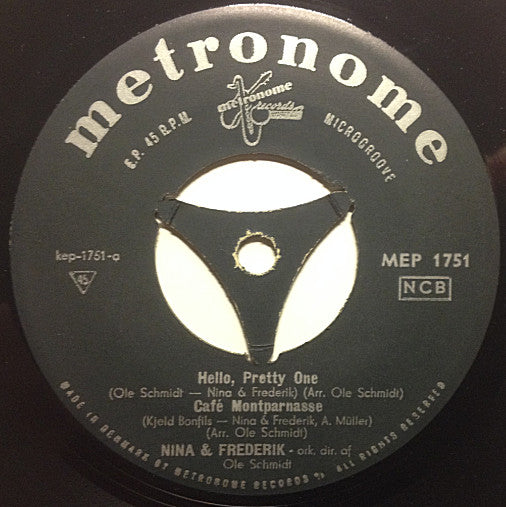 metronome
metronome
records
E.P. 45 R.P.M
MICROGROOVE
kep-1751-a
45
MEP 1751
NCB
Hello, Pretty One
(Ole Schmidt — Nina & Frederik) (Arr. Ole Schmidt)
Café Montparnasse
(Kjeld Bonfils — Nina & Frederik, A. Müller)
(Arr. Ole Schmidt)
NINA & FREDERIK - ork. dir. af
Ole Schmidt
MADE IN DENMARK BY METRONOME RECORDS A/S ALL RIGHTS RESERVED